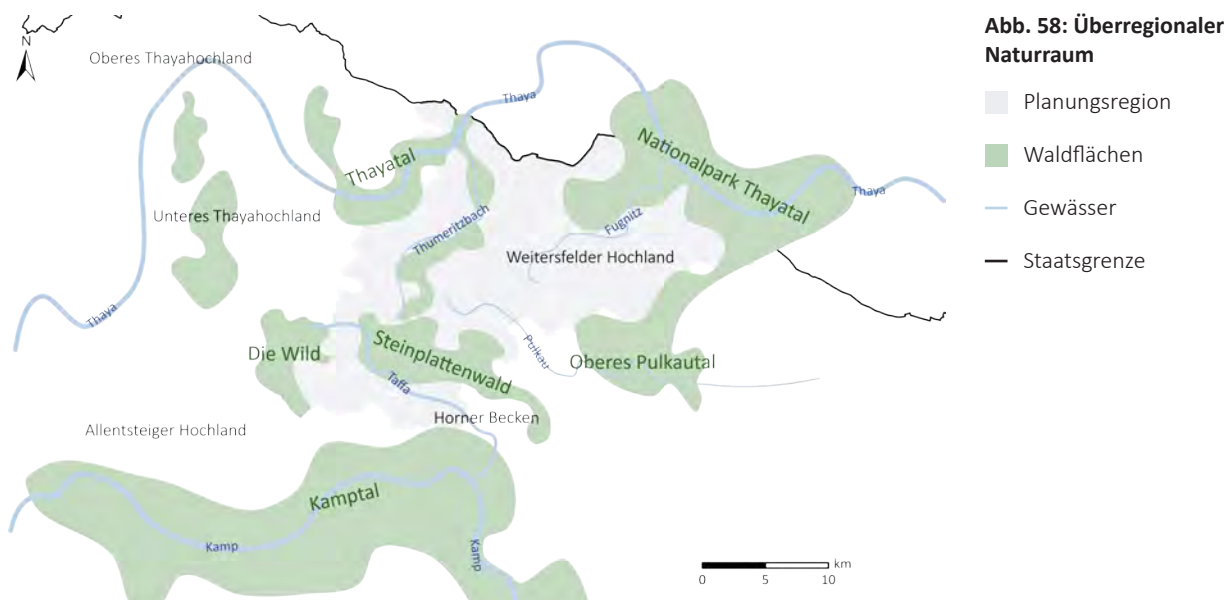 Abb. 58: Überregionaler
Naturraum
Planungsregion
Waldflächen
Gewässer
Staatsgrenze
N
Oberes Thayahochland
Thaya
Thayatal
Nationalpark Thayatal
Thaya
Unteres Thayahochland
Thumeritzbach
Fugnitz
Weitersfelder Hochland
Thaya
Die Wild
Steinplattenwald
Pulkau
Oberes Pulkautal
Taffa
Horner Becken
Allentsteiger Hochland
Kamptal
Kamp
Kamp
km
0 5 10